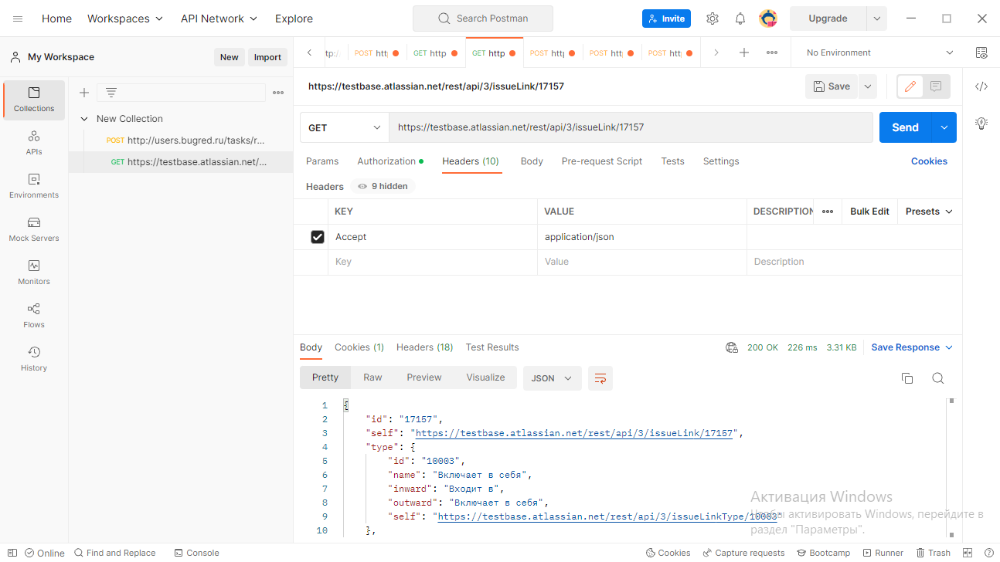 Home Workspaces API Network Explore Search Postman Invite Upgrade
My Workspace New Import
tp:/ POST htt GET http GET http POST htt POST htt POST htt No Environment
https://testbase.atlassian.net/rest/api/3/issueLink/17157 Save
Collections
New Collection
POST http://users.bugred.ru/tasks/r...
GET https://testbase.atlassian.net/...
APIs
Environments
Mock Servers
Monitors
Flows
History
GET https://testbase.atlassian.net/rest/api/3/issueLink/17157 Send
Params Authorization Headers (10) Body Pre-request Script Tests Settings Cookies
Headers 9 hidden
KEY VALUE DESCRIPTION Bulk Edit Presets
Accept application/json
Key Value Description
Body Cookies (1) Headers (18) Test Results 200 OK 226 ms 3.31 KB Save Response
Pretty Raw Preview Visualize JSON
1 {
2 "id": "17157",
3 "self": "https://testbase.atlassian.net/rest/api/3/issueLink/17157",
4 "type": {
5 "id": "10003",
6 "name": "Включает в себя",
7 "inward": "Входит в",
8 "outward": "Включает в себя",
9 "self": "https://testbase.atlassian.net/rest/api/3/issueLinkType/10003"
10 },
Активация Windows
Чтобы активировать Windows, перейдите в
раздел "Параметры".
Online Find and Replace Console Cookies Capture requests Bootcamp Runner Trash